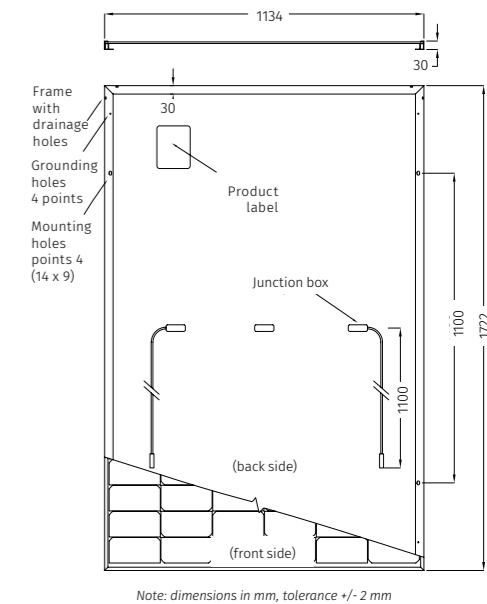 1134
30
30
Frame
with
drainage
holes
Grounding
holes
4 points
Mounting
holes
points 4
(14 x 9)
Product
label
Junction box
1100
1722
1100
(back side)
(front side)
Note: dimensions in mm, tolerance +/- 2 mm